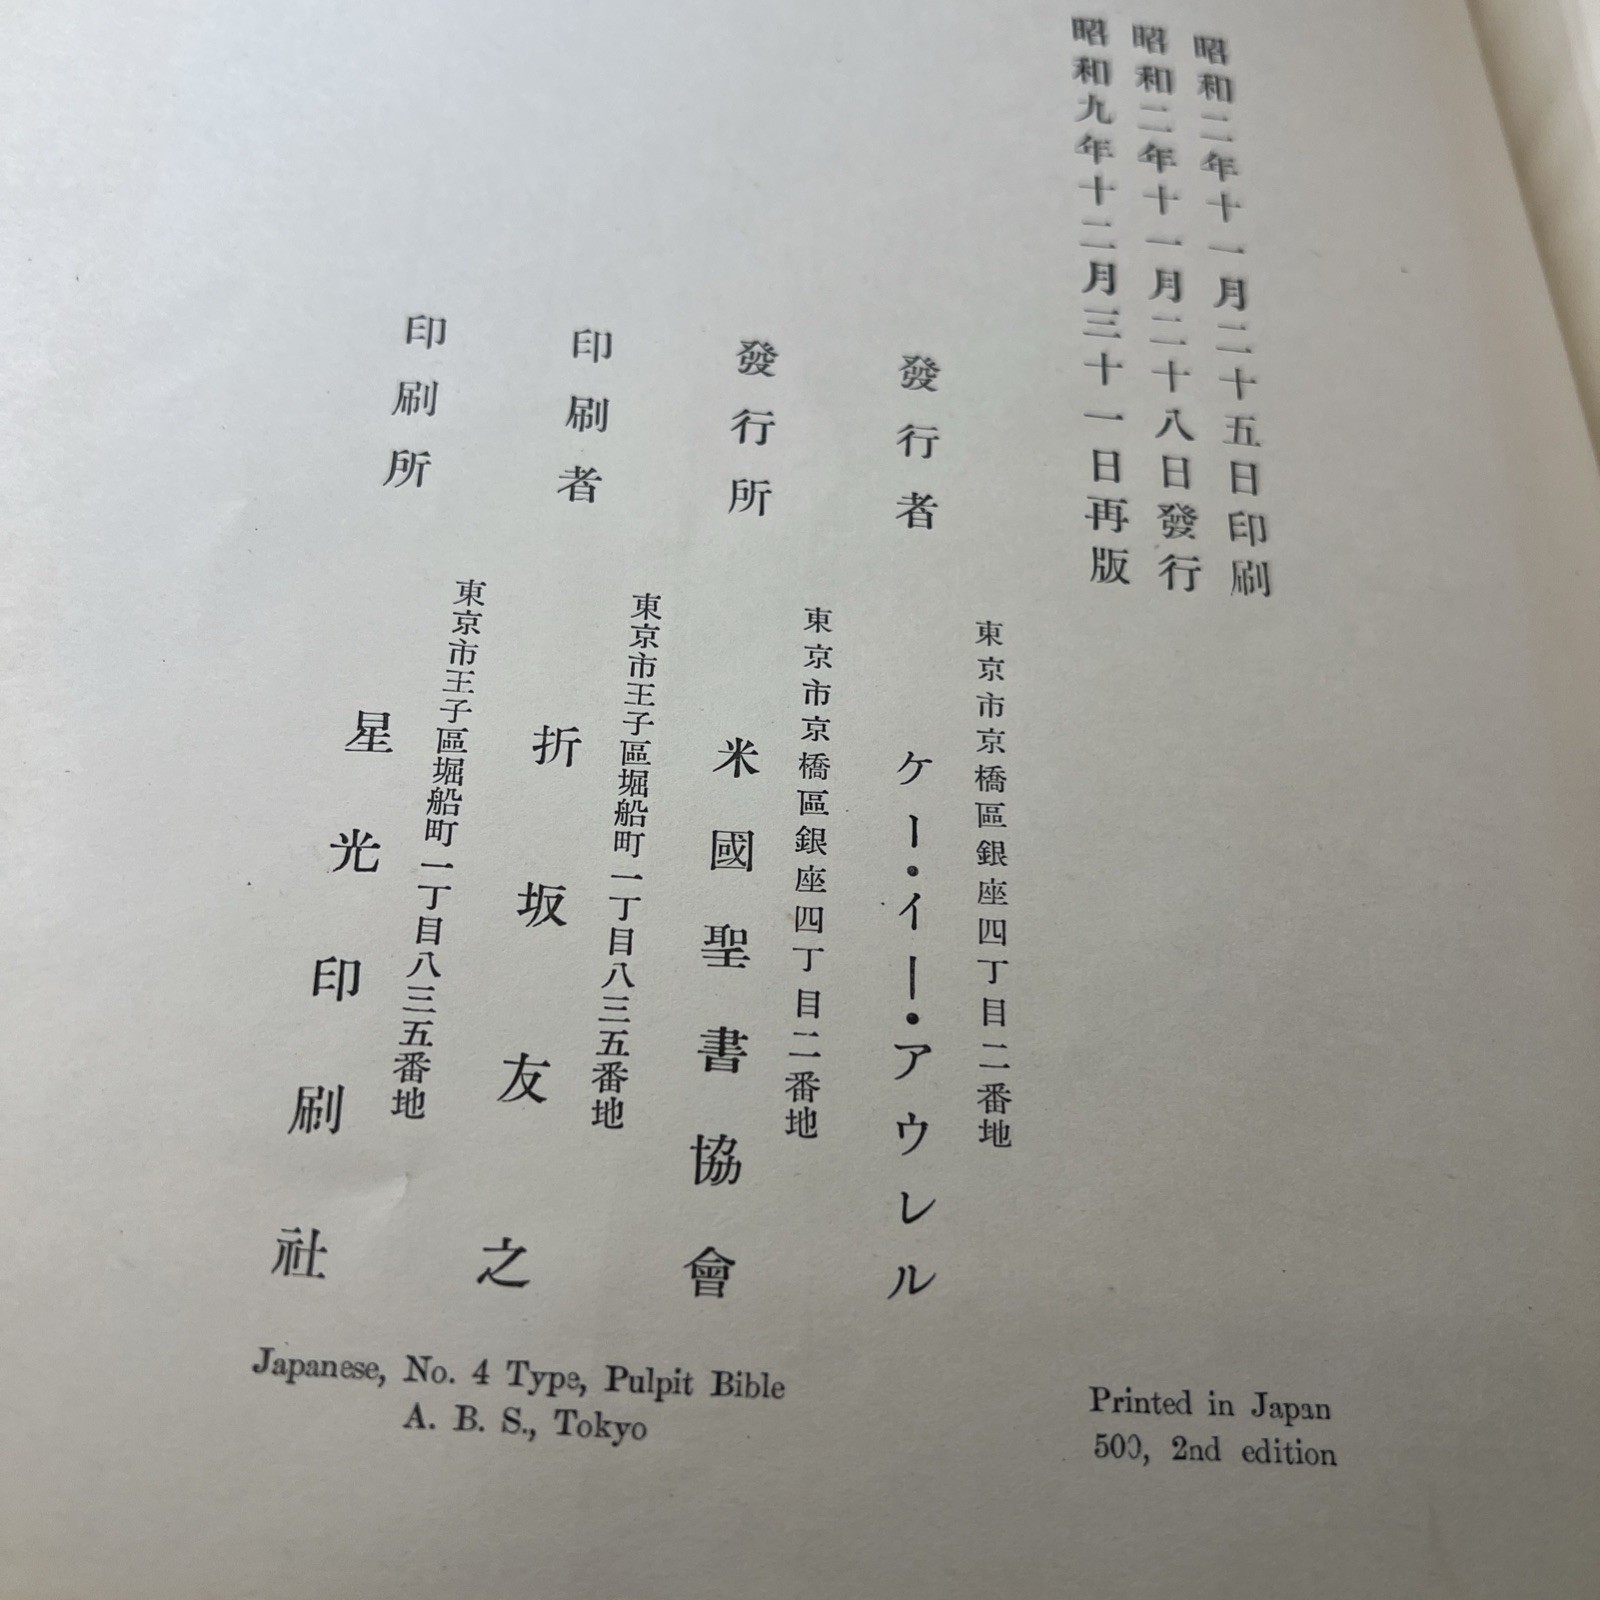 昭和二年十一月二十五日印刷
昭和二年十一月二十八日發行
昭和九年十二月三十一日再版
東京市京橋區銀座四丁目二番地
發行者 ケー・イー・アウレル
東京市京橋區銀座四丁目二番地
發行所 米國聖書協會
東京市王子區堀船町一丁目八三五番地
印刷者 折坂友之
東京市王子區堀船町一丁目八三五番地
印刷所 星光印刷社
Japanese, No. 4 Type, Pulpit Bible
A. B. S., Tokyo
Printed in Japan
500, 2nd edition